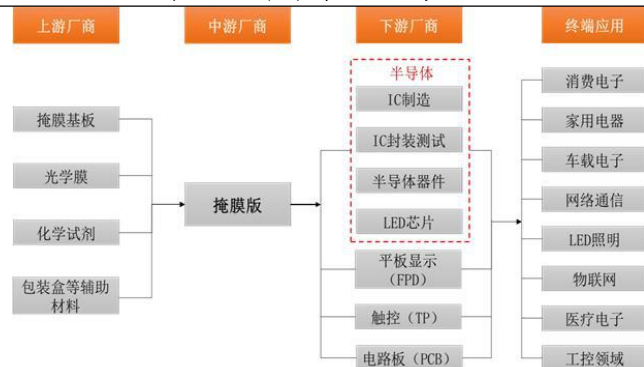 上游厂商
中游厂商
下游厂商
终端应用
掩膜基板
光学膜
化学试剂
包装盒等辅助
材料
掩膜版
半导体
IC制造
IC封装测试
半导体器件
LED芯片
平板显示
（FPD）
触控（TP）
电路板（PCB）
消费电子
家用电器
车载电子
网络通信
LED照明
物联网
医疗电子
工控领域